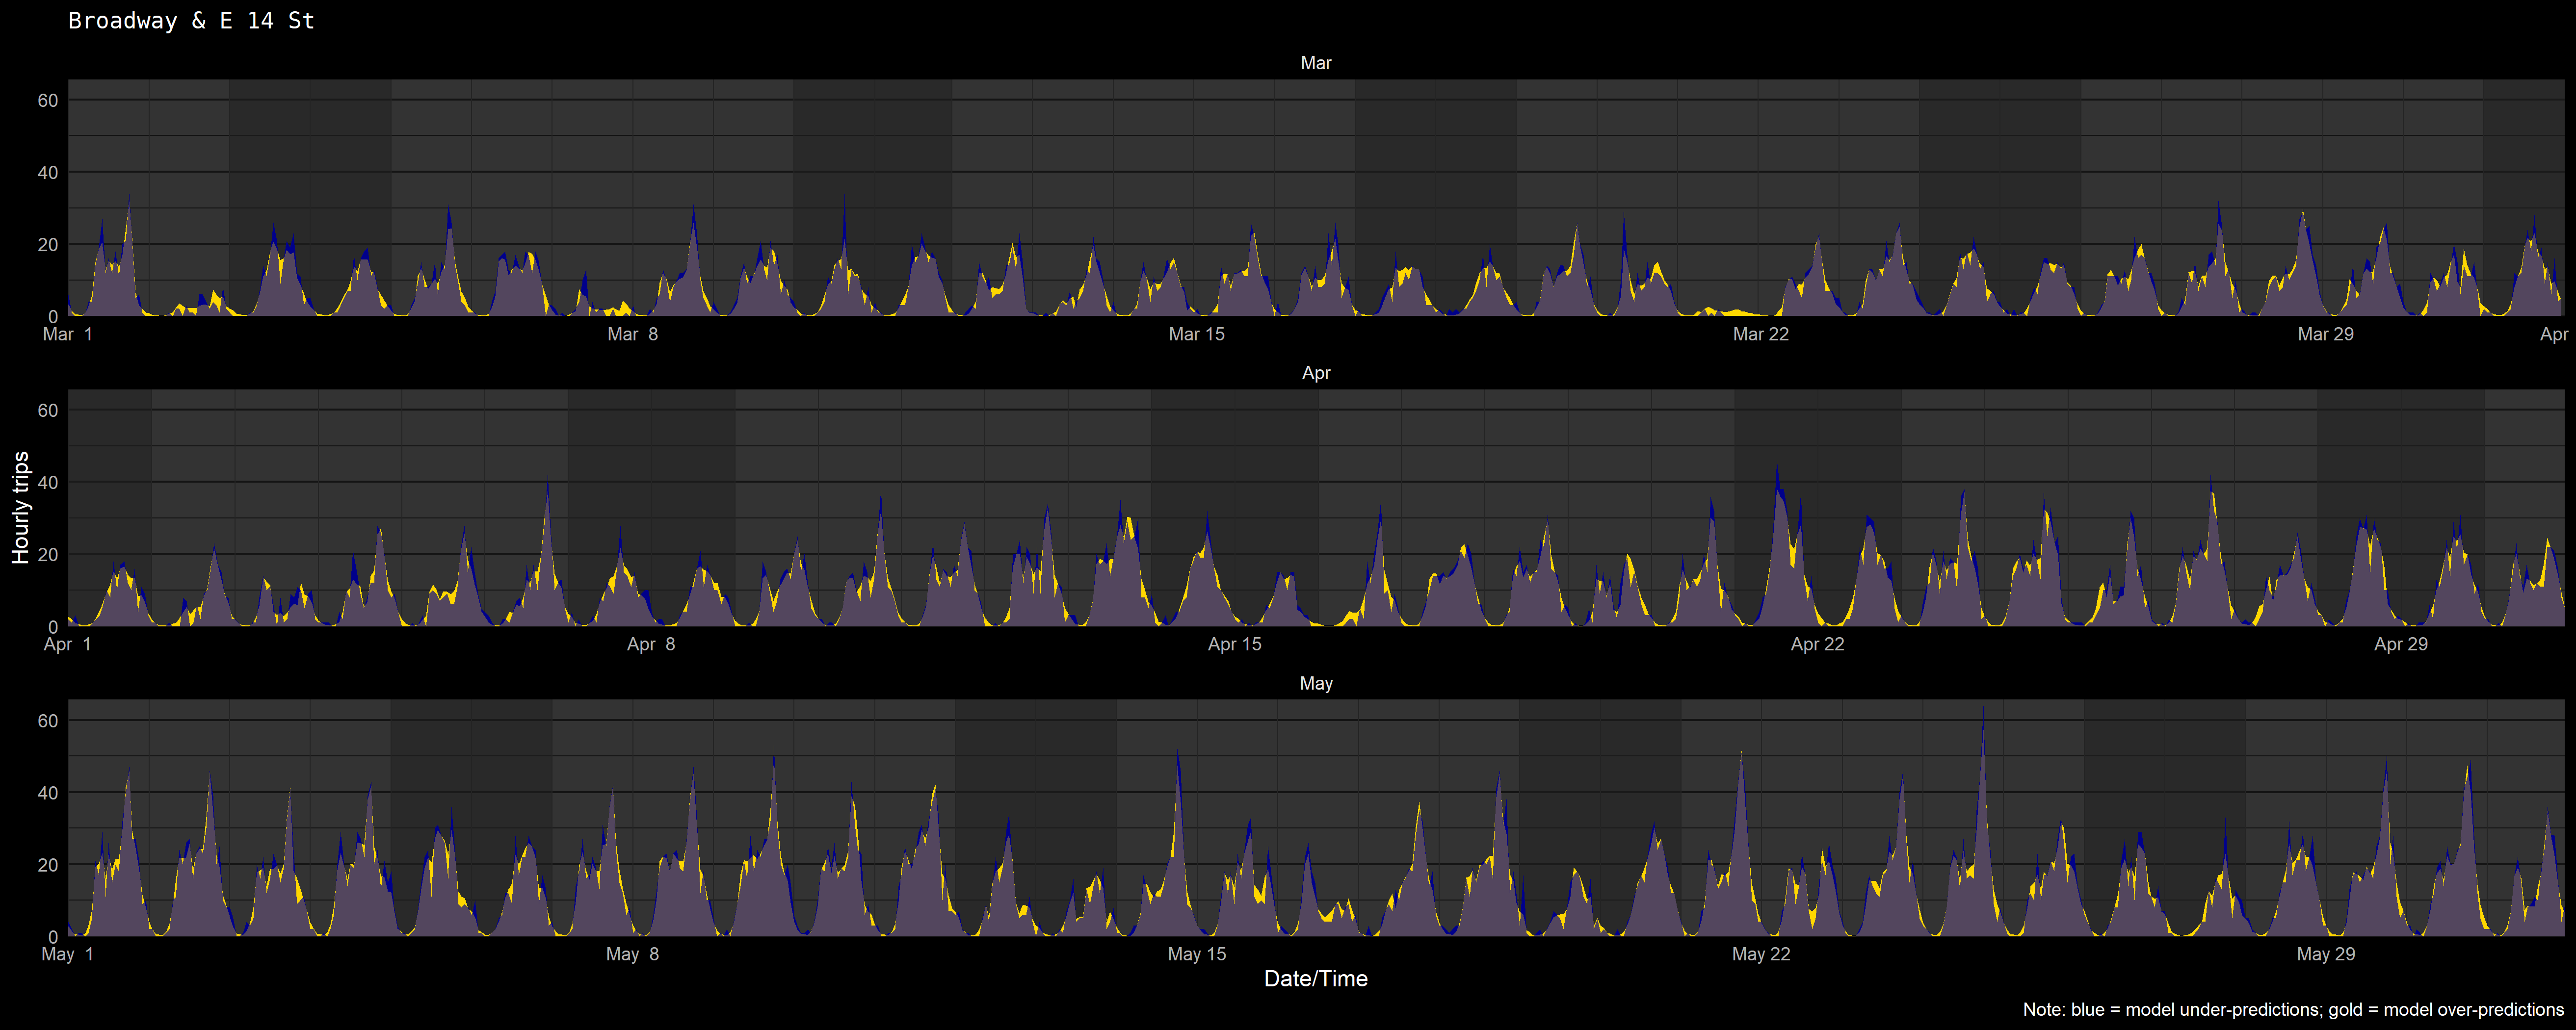 Broadway & E 14 St
Mar
60
40
20
0
Mar 1
Mar 8
Mar 15
Mar 22
Mar 29
Apr
Apr
60
40
20
0
Apr 1
Apr 8
Apr 15
Apr 22
Apr 29
Hourly trips
May
60
40
20
0
May 1
May 8
May 15
May 22
May 29
Date/Time
Note: blue = model under-predictions; gold = model over-predictions